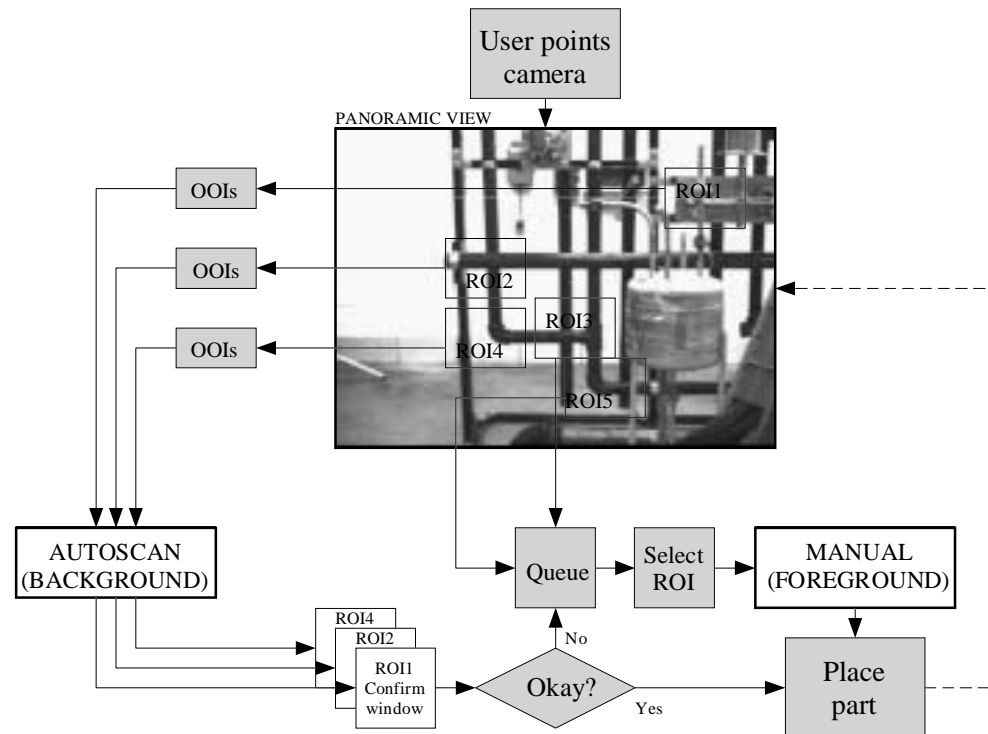 User points
camera
PANORAMIC VIEW
OOIs
ROI1
OOIs
ROI2
ROI3
OOIs
ROI4
ROI5
AUTOSCAN
(BACKGROUND)
Queue
Select
ROI
MANUAL
(FOREGROUND)
ROI4
ROI2
ROI1
Confirm
window
No
Okay?
Yes
Place
part